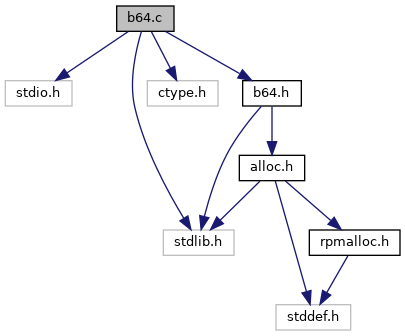 b64.c
stdio.h
ctype.h
b64.h
alloc.h
stdlib.h
rpmalloc.h
stddef.h